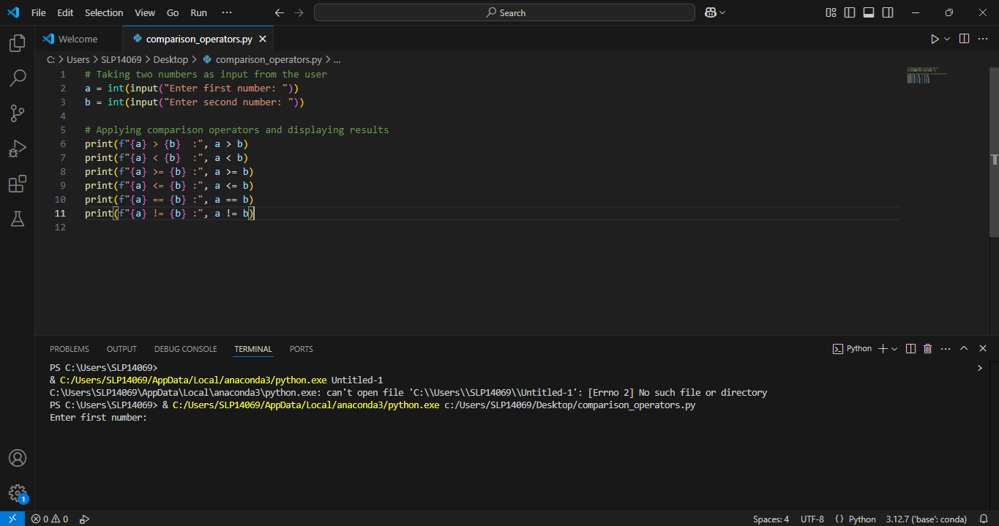 File Edit Selection View Go Run ···
Search
Welcome
comparison_operators.py
C: > Users > SLP14069 > Desktop > comparison_operators.py > ...
1 # Taking two numbers as input from the user
2 a = int(input("Enter first number: "))
3 b = int(input("Enter second number: "))
4
5 # Applying comparison operators and displaying results
6 print(f"{a} > {b}  :", a > b)
7 print(f"{a} < {b}  :", a < b)
8 print(f"{a} >= {b} :", a >= b)
9 print(f"{a} <= {b} :", a <= b)
10 print(f"{a} == {b} :", a == b)
11 print(f"{a} != {b} :", a != b)
12
PROBLEMS OUTPUT DEBUG CONSOLE TERMINAL PORTS
Python
PS C:\Users\SLP14069>
& C:/Users/SLP14069/AppData/Local/anaconda3/python.exe Untitled-1
C:\Users\SLP14069\AppData\Local\anaconda3\python.exe: can't open file 'C:\\Users\\SLP14069\\Untitled-1': [Errno 2] No such file or directory
PS C:\Users\SLP14069> & C:/Users/SLP14069/AppData/Local/anaconda3/python.exe c:/Users/SLP14069/Desktop/comparison_operators.py
Enter first number:
1
0 0
Spaces: 4 UTF-8 {} Python 3.12.7 ('base': conda)